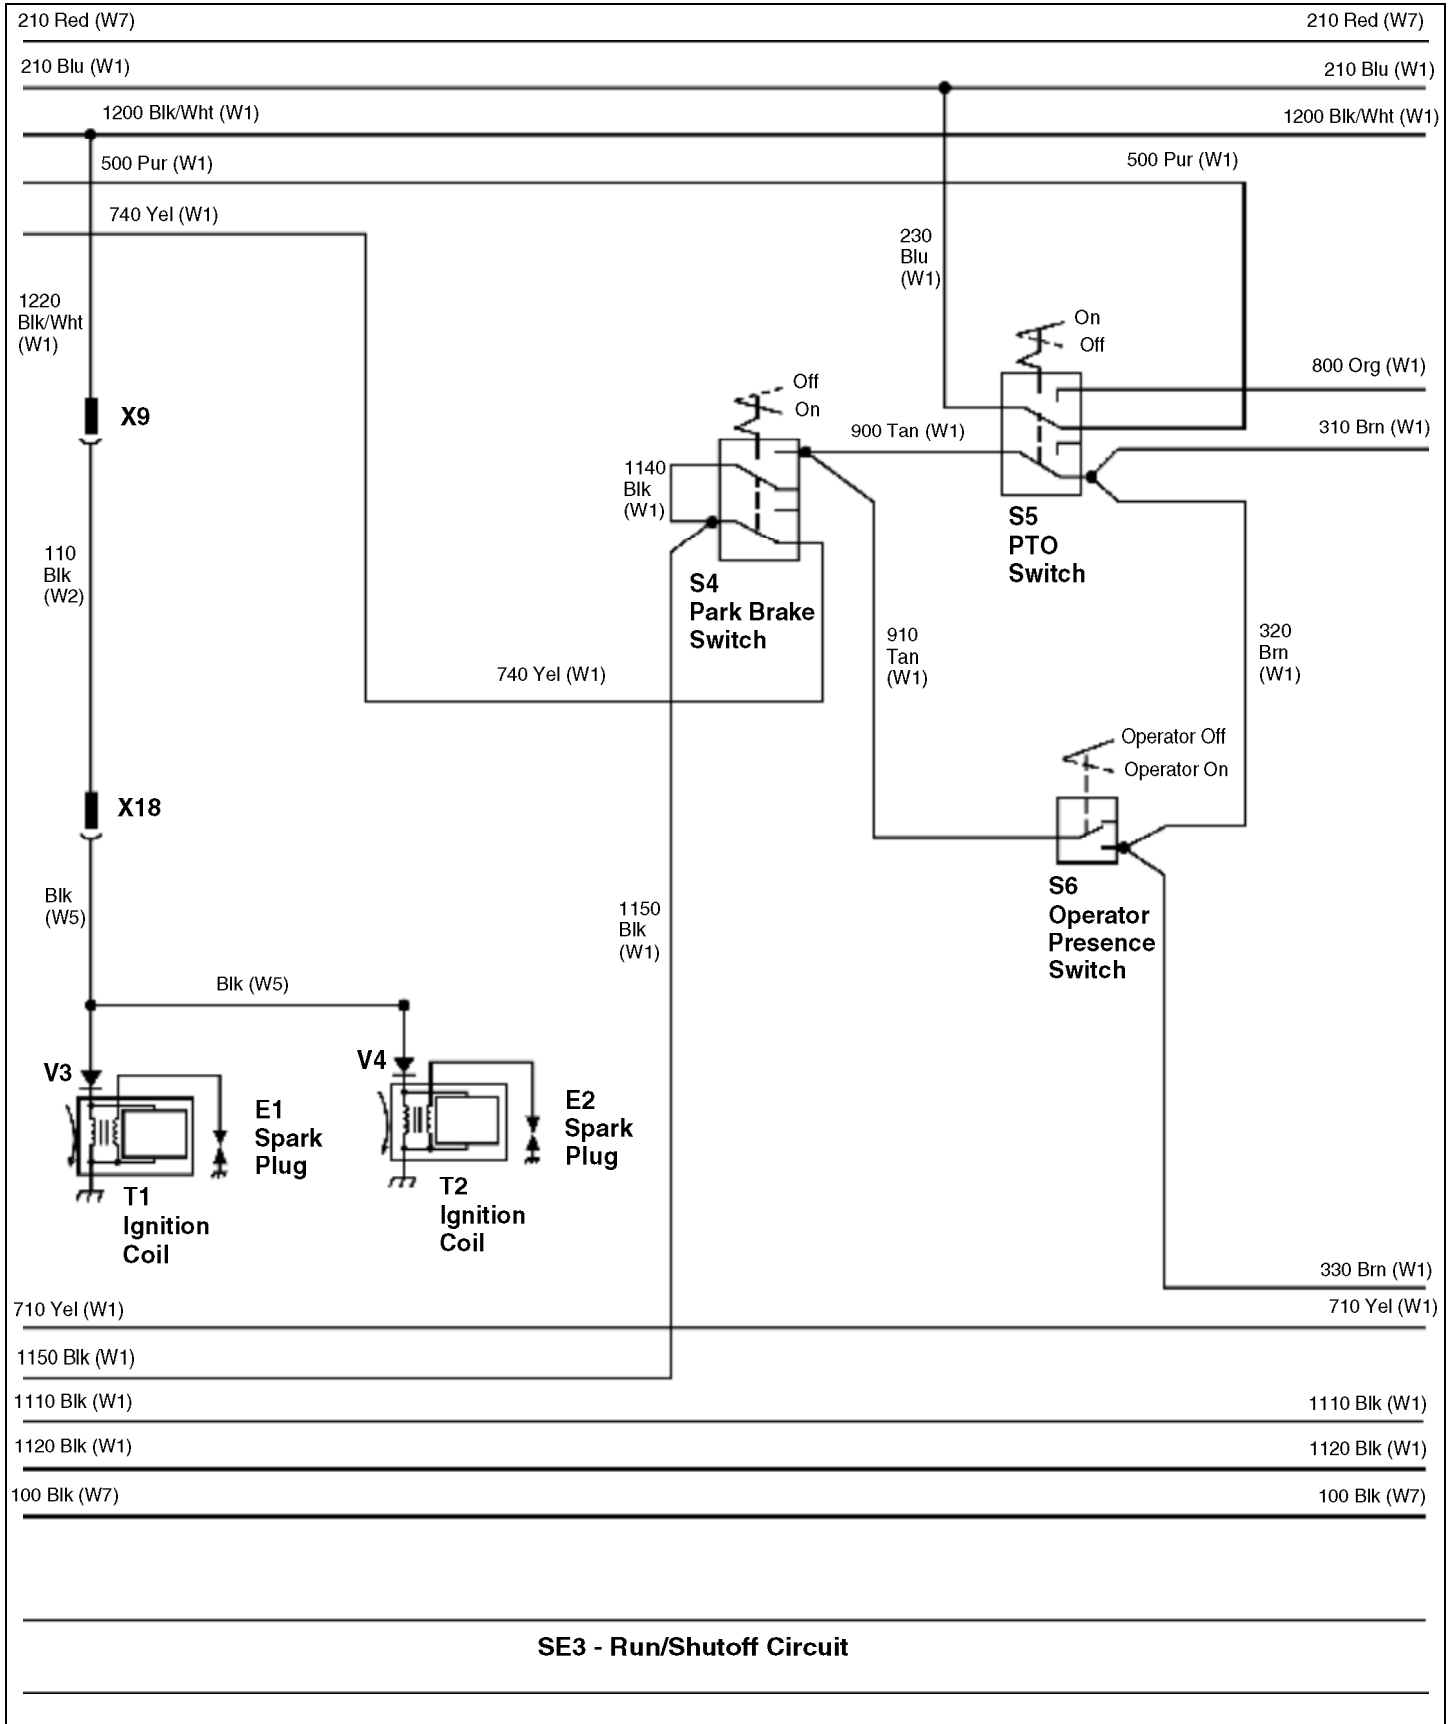 210 Red (W7)
210 Red (W7)
210 Blu (W1)
210 Blu (W1)
1200 Blk/Wht (W1)
1200 Blk/Wht (W1)
500 Pur (W1)
500 Pur (W1)
740 Yel (W1)
230
Blu
(W1)
1220
Blk/Wht
(W1)
On
Off
800 Org (W1)
Off
On
X9
900 Tan (W1)
310 Brn (W1)
1140
Blk
(W1)
S5
PTO
Switch
110
Blk
(W2)
S4
Park Brake
Switch
910
Tan
(W1)
320
Brn
(W1)
740 Yel (W1)
Operator Off
Operator On
X18
S6
Operator
Presence
Switch
Blk
(W5)
1150
Blk
(W1)
Blk (W5)
V3
V4
E1
Spark
Plug
E2
Spark
Plug
T1
Ignition
Coil
T2
Ignition
Coil
330 Brn (W1)
710 Yel (W1)
710 Yel (W1)
1150 Blk (W1)
1110 Blk (W1)
1110 Blk (W1)
1120 Blk (W1)
1120 Blk (W1)
100 Blk (W7)
100 Blk (W7)
SE3 - Run/Shutoff Circuit